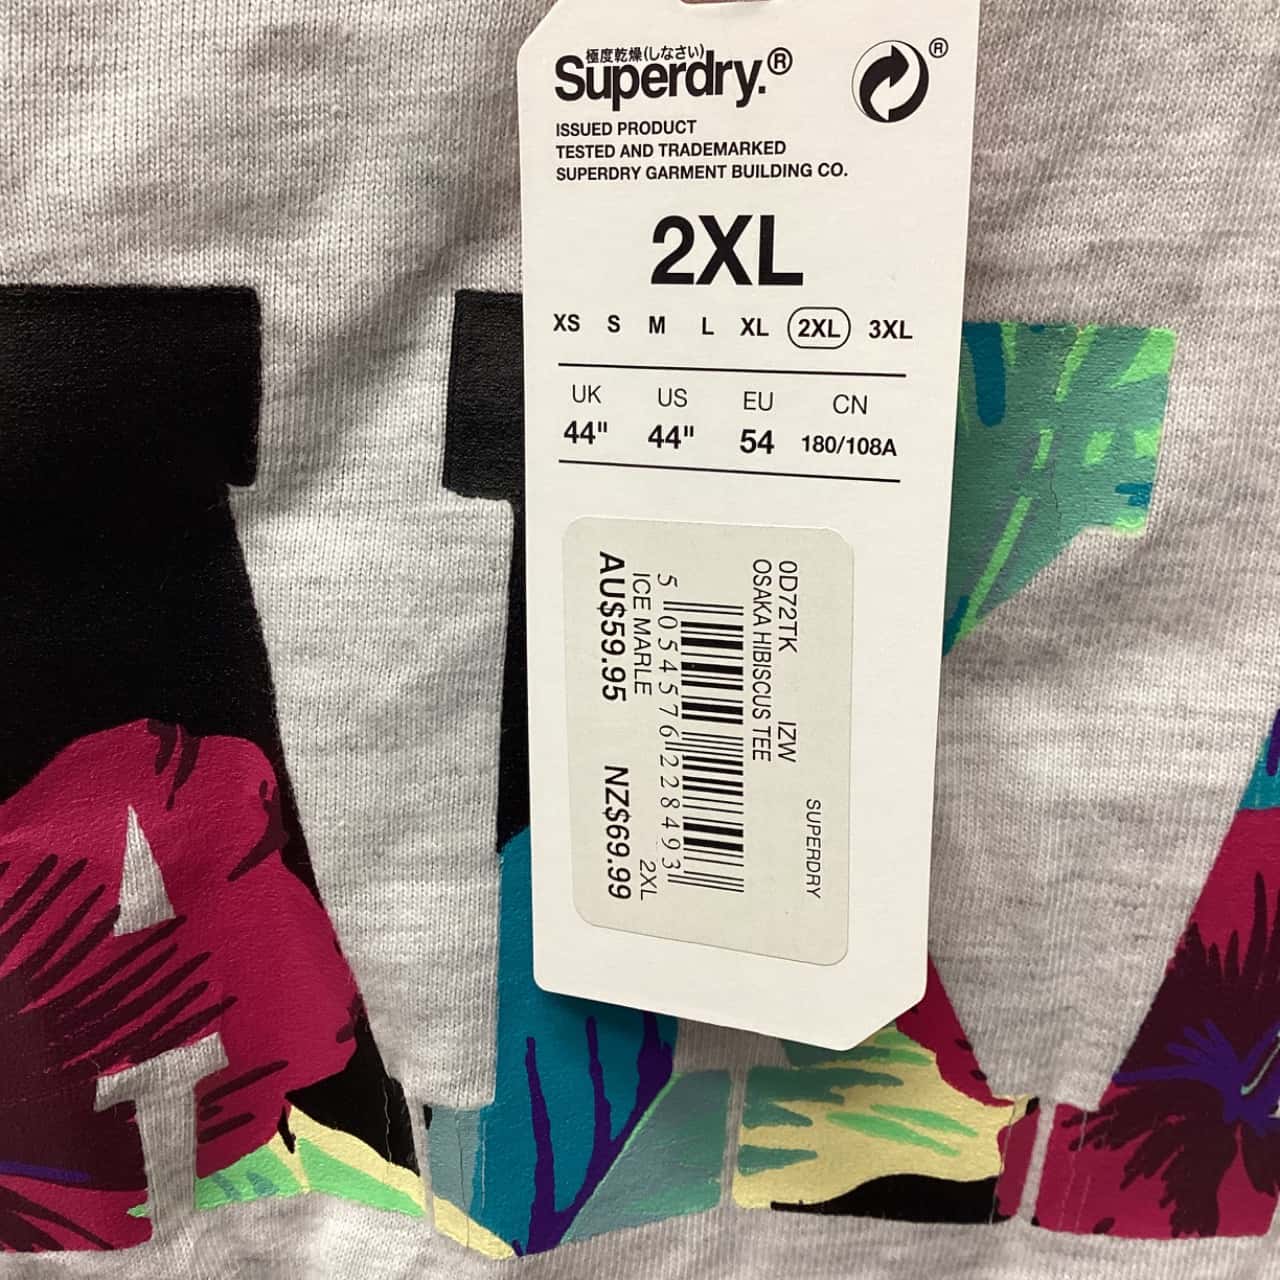 極度乾燥(しなさい)
Superdry.®
®
ISSUED PRODUCT
TESTED AND TRADEMARKED
SUPERDRY GARMENT BUILDING CO.
2XL
XS S M L XL 2XL 3XL
UK US EU CN
44" 44" 54 180/108A
SUPERDRY
0D72TK IZW
OSAKA HIBISCUS TEE
5 054576 228493
ICE MARLE 2XL
AU$59.95 NZ$69.99